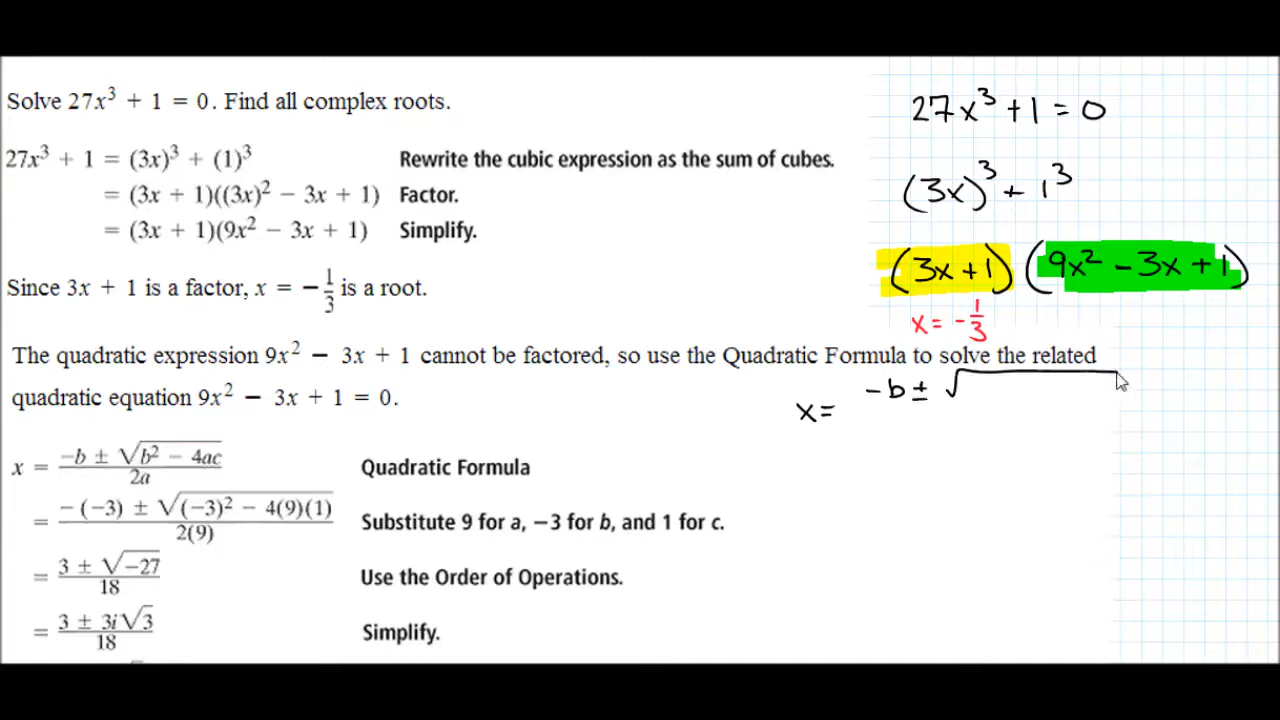 Solve 27x³ + 1 = 0. Find all complex roots.
27x³ + 1 = (3x)³ + (1)³ Rewrite the cubic expression as the sum of cubes.
= (3x + 1)((3x)² − 3x + 1) Factor.
= (3x + 1)(9x² − 3x + 1) Simplify.
Since 3x + 1 is a factor, x = −1/3 is a root.
The quadratic expression 9x² − 3x + 1 cannot be factored, so use the Quadratic Formula to solve the related
quadratic equation 9x² − 3x + 1 = 0.
x = (−b ± √(b² − 4ac))/2a Quadratic Formula
= (−(−3) ± √((−3)² − 4(9)(1)))/2(9) Substitute 9 for a, −3 for b, and 1 for c.
= (3 ± √−27)/18 Use the Order of Operations.
= (3 ± 3i√3)/18 Simplify.
27x³ + 1 = 0
(3x)³ + 1³
(3x + 1) (9x² − 3x + 1)
x = −1/3
x = −b ± √